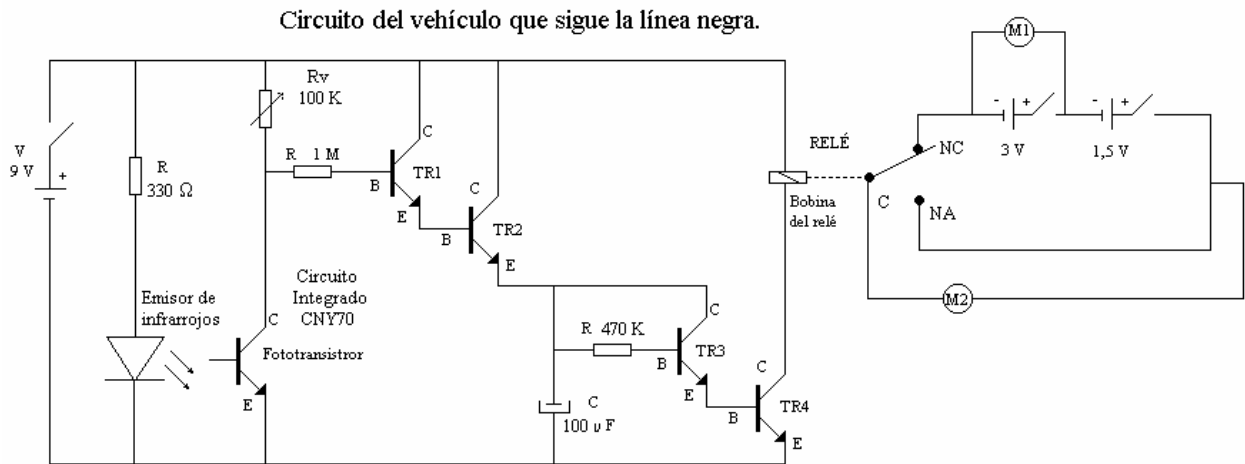 Circuito del vehículo que sigue la línea negra.
M1
Rv
100 K
C
- +
- +
V
9 V
+
R
330 Ω
R 1 M
B
TR1
E
C
B
TR2
E
RELÉ
NC
3 V
1,5 V
C
NA
Bobina
del relé
M2
Circuito
Integrado
CNY70
Emisor de
infrarrojos
C
Fototransistror
E
C
R 470 K
B
TR3
E
C
B
TR4
E
C
100 υ F